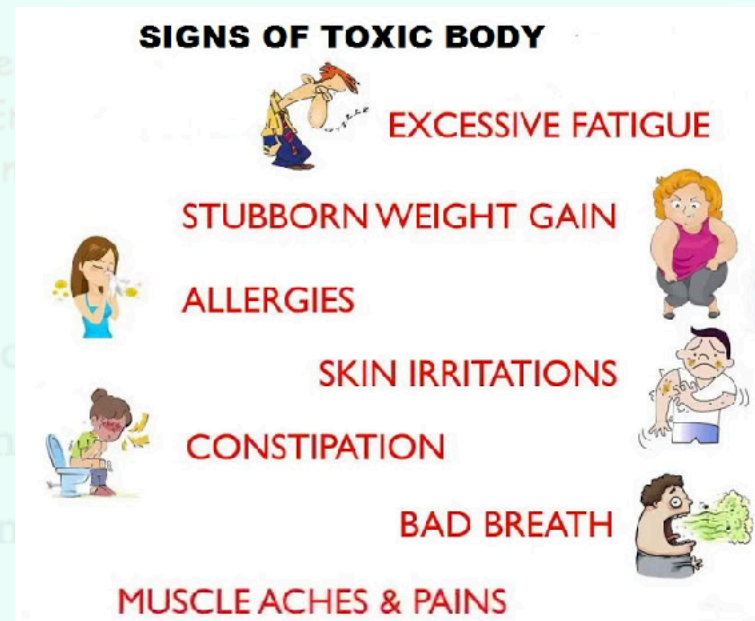 SIGNS OF TOXIC BODY
EXCESSIVE FATIGUE
STUBBORN WEIGHT GAIN
ALLERGIES
SKIN IRRITATIONS
CONSTIPATION
BAD BREATH
MUSCLE ACHES & PAINS